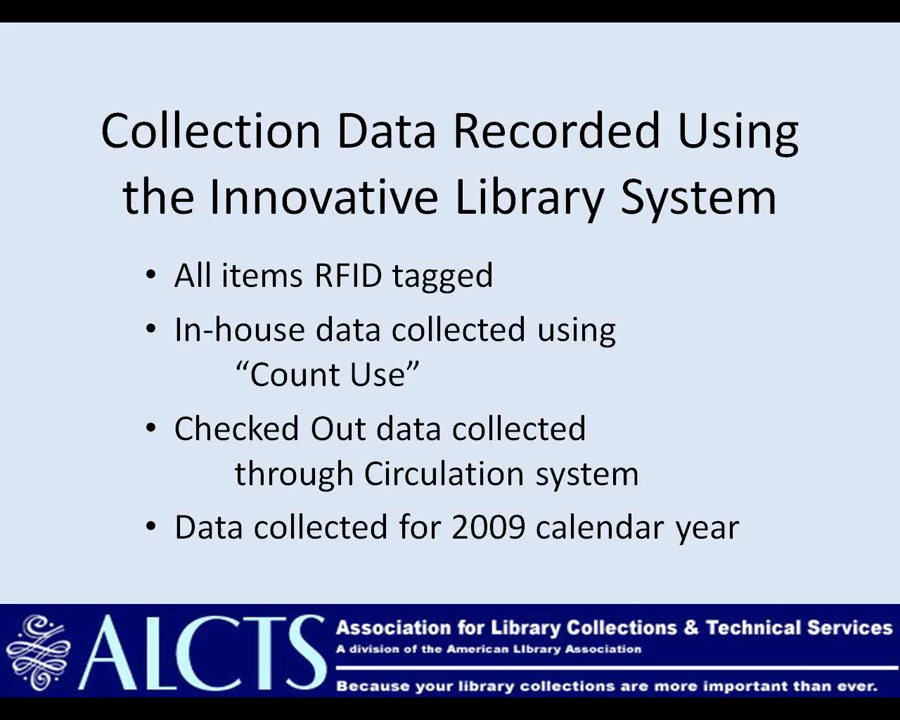 Collection Data Recorded Using
the Innovative Library System
• All items RFID tagged
• In-house data collected using
“Count Use”
• Checked Out data collected
through Circulation system
• Data collected for 2009 calendar year
ALCTS
Association for Library Collections & Technical Services
A division of the American Library Association
Because your library collections are more important than ever.